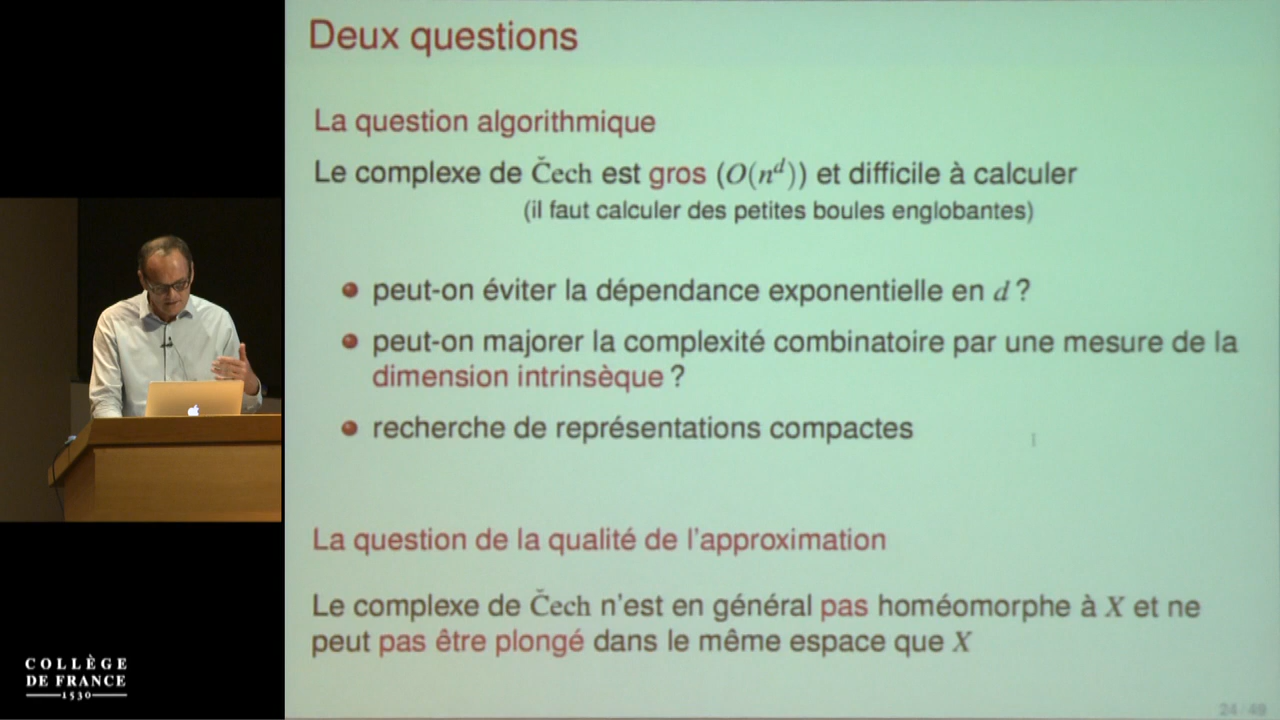 Deux questions
La question algorithmique
Le complexe de Čech est gros (O(n^d)) et difficile à calculer
(il faut calculer des petites boules englobantes)
peut-on éviter la dépendance exponentielle en d ?
peut-on majorer la complexité combinatoire par une mesure de la
dimension intrinsèque ?
recherche de représentations compactes
La question de la qualité de l'approximation
Le complexe de Čech n'est en général pas homéomorphe à X et ne
peut pas être plongé dans le même espace que X
COLLÈGE
DE FRANCE
1530
24 / 49